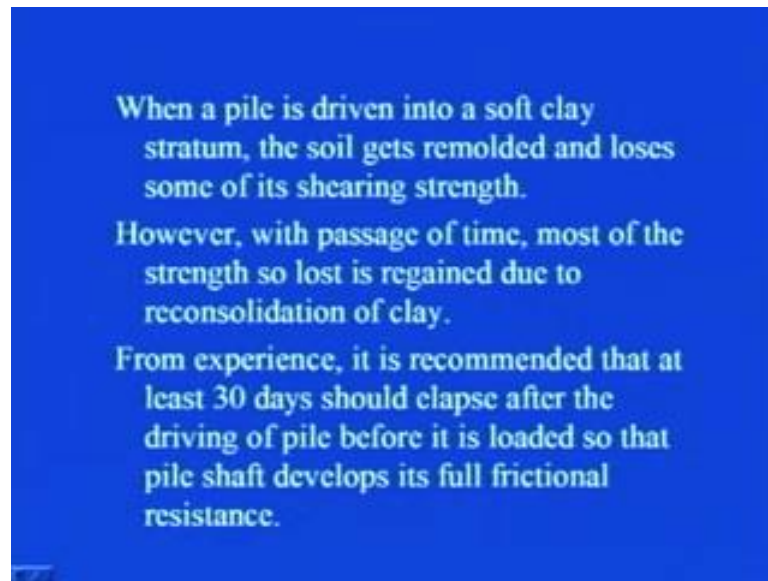 When a pile is driven into a soft clay
stratum, the soil gets remolded and loses
some of its shearing strength.
However, with passage of time, most of the
strength so lost is regained due to
reconsolidation of clay.
From experience, it is recommended that at
least 30 days should elapse after the
driving of pile before it is loaded so that
pile shaft develops its full frictional
resistance.